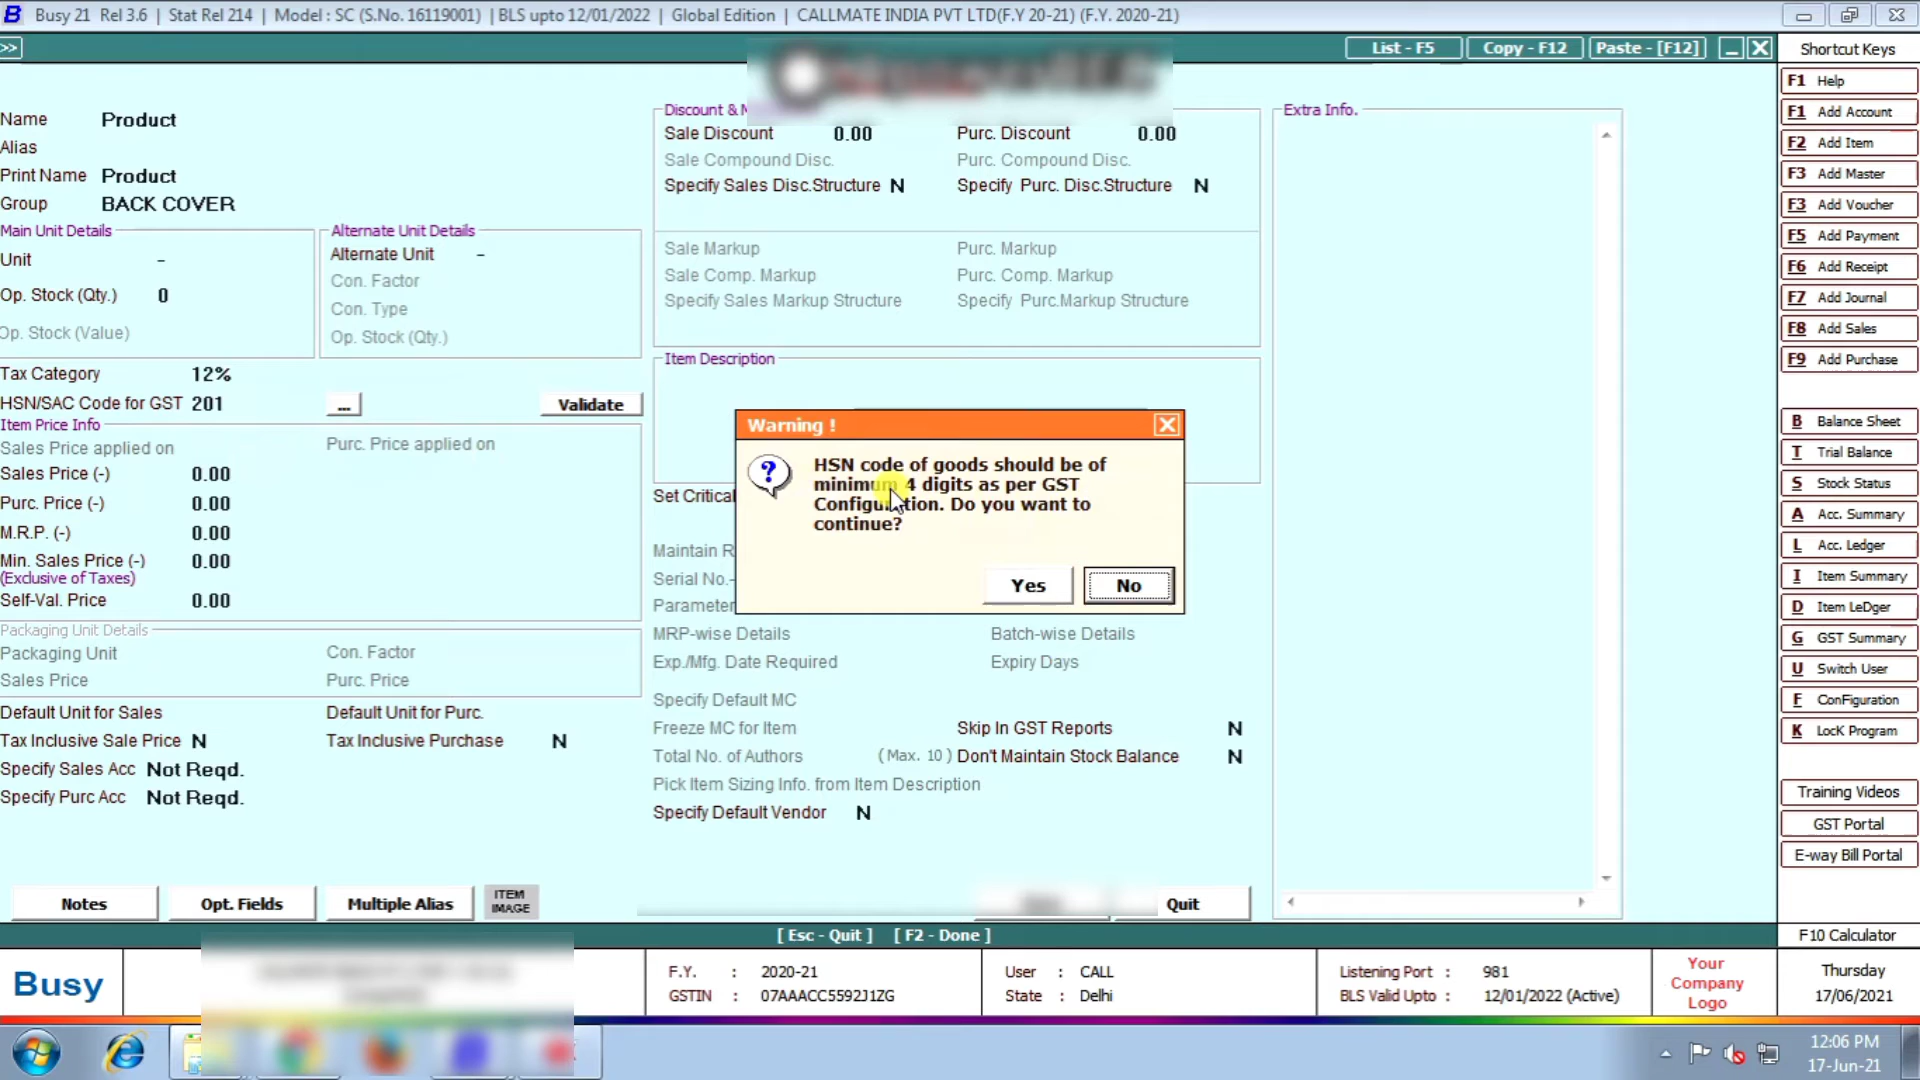 Busy 21 Rel 3.6 | Stat Rel 214 | Model : SC (S.No. 16119001) | BLS upto 12/01/2022 | Global Edition | CALLMATE INDIA PVT LTD(F.Y 20-21) (F.Y. 2020-21)
>> List - F5 Copy - F12 Paste - [F12]
Name Product
Alias
Print Name Product
Group BACK COVER
Main Unit Details
Unit -
Op. Stock (Qty.) 0
Op. Stock (Value)
Alternate Unit Details
Alternate Unit -
Con. Factor
Con. Type
Op. Stock (Qty.)
Tax Category 12%
HSN/SAC Code for GST 201 ... Validate
Item Price Info
Sales Price applied on Purc. Price applied on
Sales Price (-) 0.00
Purc. Price (-) 0.00
M.R.P. (-) 0.00
Min. Sales Price (-) 0.00
(Exclusive of Taxes)
Self-Val. Price 0.00
Packaging Unit Details
Packaging Unit Con. Factor
Sales Price Purc. Price
Default Unit for Sales Default Unit for Purc.
Tax Inclusive Sale Price N Tax Inclusive Purchase N
Specify Sales Acc Not Reqd.
Specify Purc Acc Not Reqd.
Notes Opt. Fields Multiple Alias ITEM IMAGE
Discount &
Sale Discount 0.00 Purc. Discount 0.00
Sale Compound Disc. Purc. Compound Disc.
Specify Sales Disc.Structure N Specify Purc. Disc.Structure N
Sale Markup Purc. Markup
Sale Comp. Markup Purc. Comp. Markup
Specify Sales Markup Structure Specify Purc.Markup Structure
Item Description
Set Critical
Maintain R
Serial No.-
Parameter
MRP-wise Details Batch-wise Details
Exp./Mfg. Date Required Expiry Days
Specify Default MC
Freeze MC for Item Skip In GST Reports N
Total No. of Authors (Max. 10) Don't Maintain Stock Balance N
Pick Item Sizing Info. from Item Description
Specify Default Vendor N
Quit
Warning !
HSN code of goods should be of
minimum 4 digits as per GST
Configuration. Do you want to
continue?
Yes No
Extra Info.
Shortcut Keys
F1 Help
F1 Add Account
F2 Add Item
F3 Add Master
F3 Add Voucher
F5 Add Payment
F6 Add Receipt
F7 Add Journal
F8 Add Sales
F9 Add Purchase
B Balance Sheet
T Trial Balance
S Stock Status
A Acc. Summary
L Acc. Ledger
I Item Summary
D Item LeDger
G GST Summary
U Switch User
F ConFiguration
K LocK Program
Training Videos
GST Portal
E-way Bill Portal
[ Esc - Quit ] [ F2 - Done ]
F10 Calculator
Busy
F.Y. : 2020-21
GSTIN : 07AAACC5592J1ZG
User : CALL
State : Delhi
Listening Port : 981
BLS Valid Upto : 12/01/2022 (Active)
Your
Company
Logo
Thursday
17/06/2021
12:06 PM
17-Jun-21